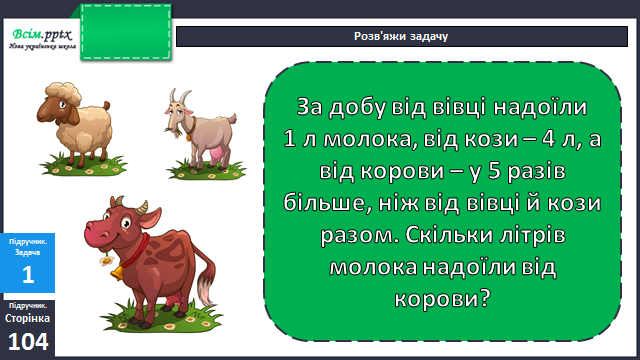 Всім.pptx
Нова українська школа
Розв'яжи задачу
За добу від вівці надоїли
1 л молока, від кози – 4 л, а
від корови – у 5 разів
більше, ніж від вівці й кози
разом. Скільки літрів
молока надоїли від
корови?
Підручник.
Задача
1
Підручник.
Сторінка
104